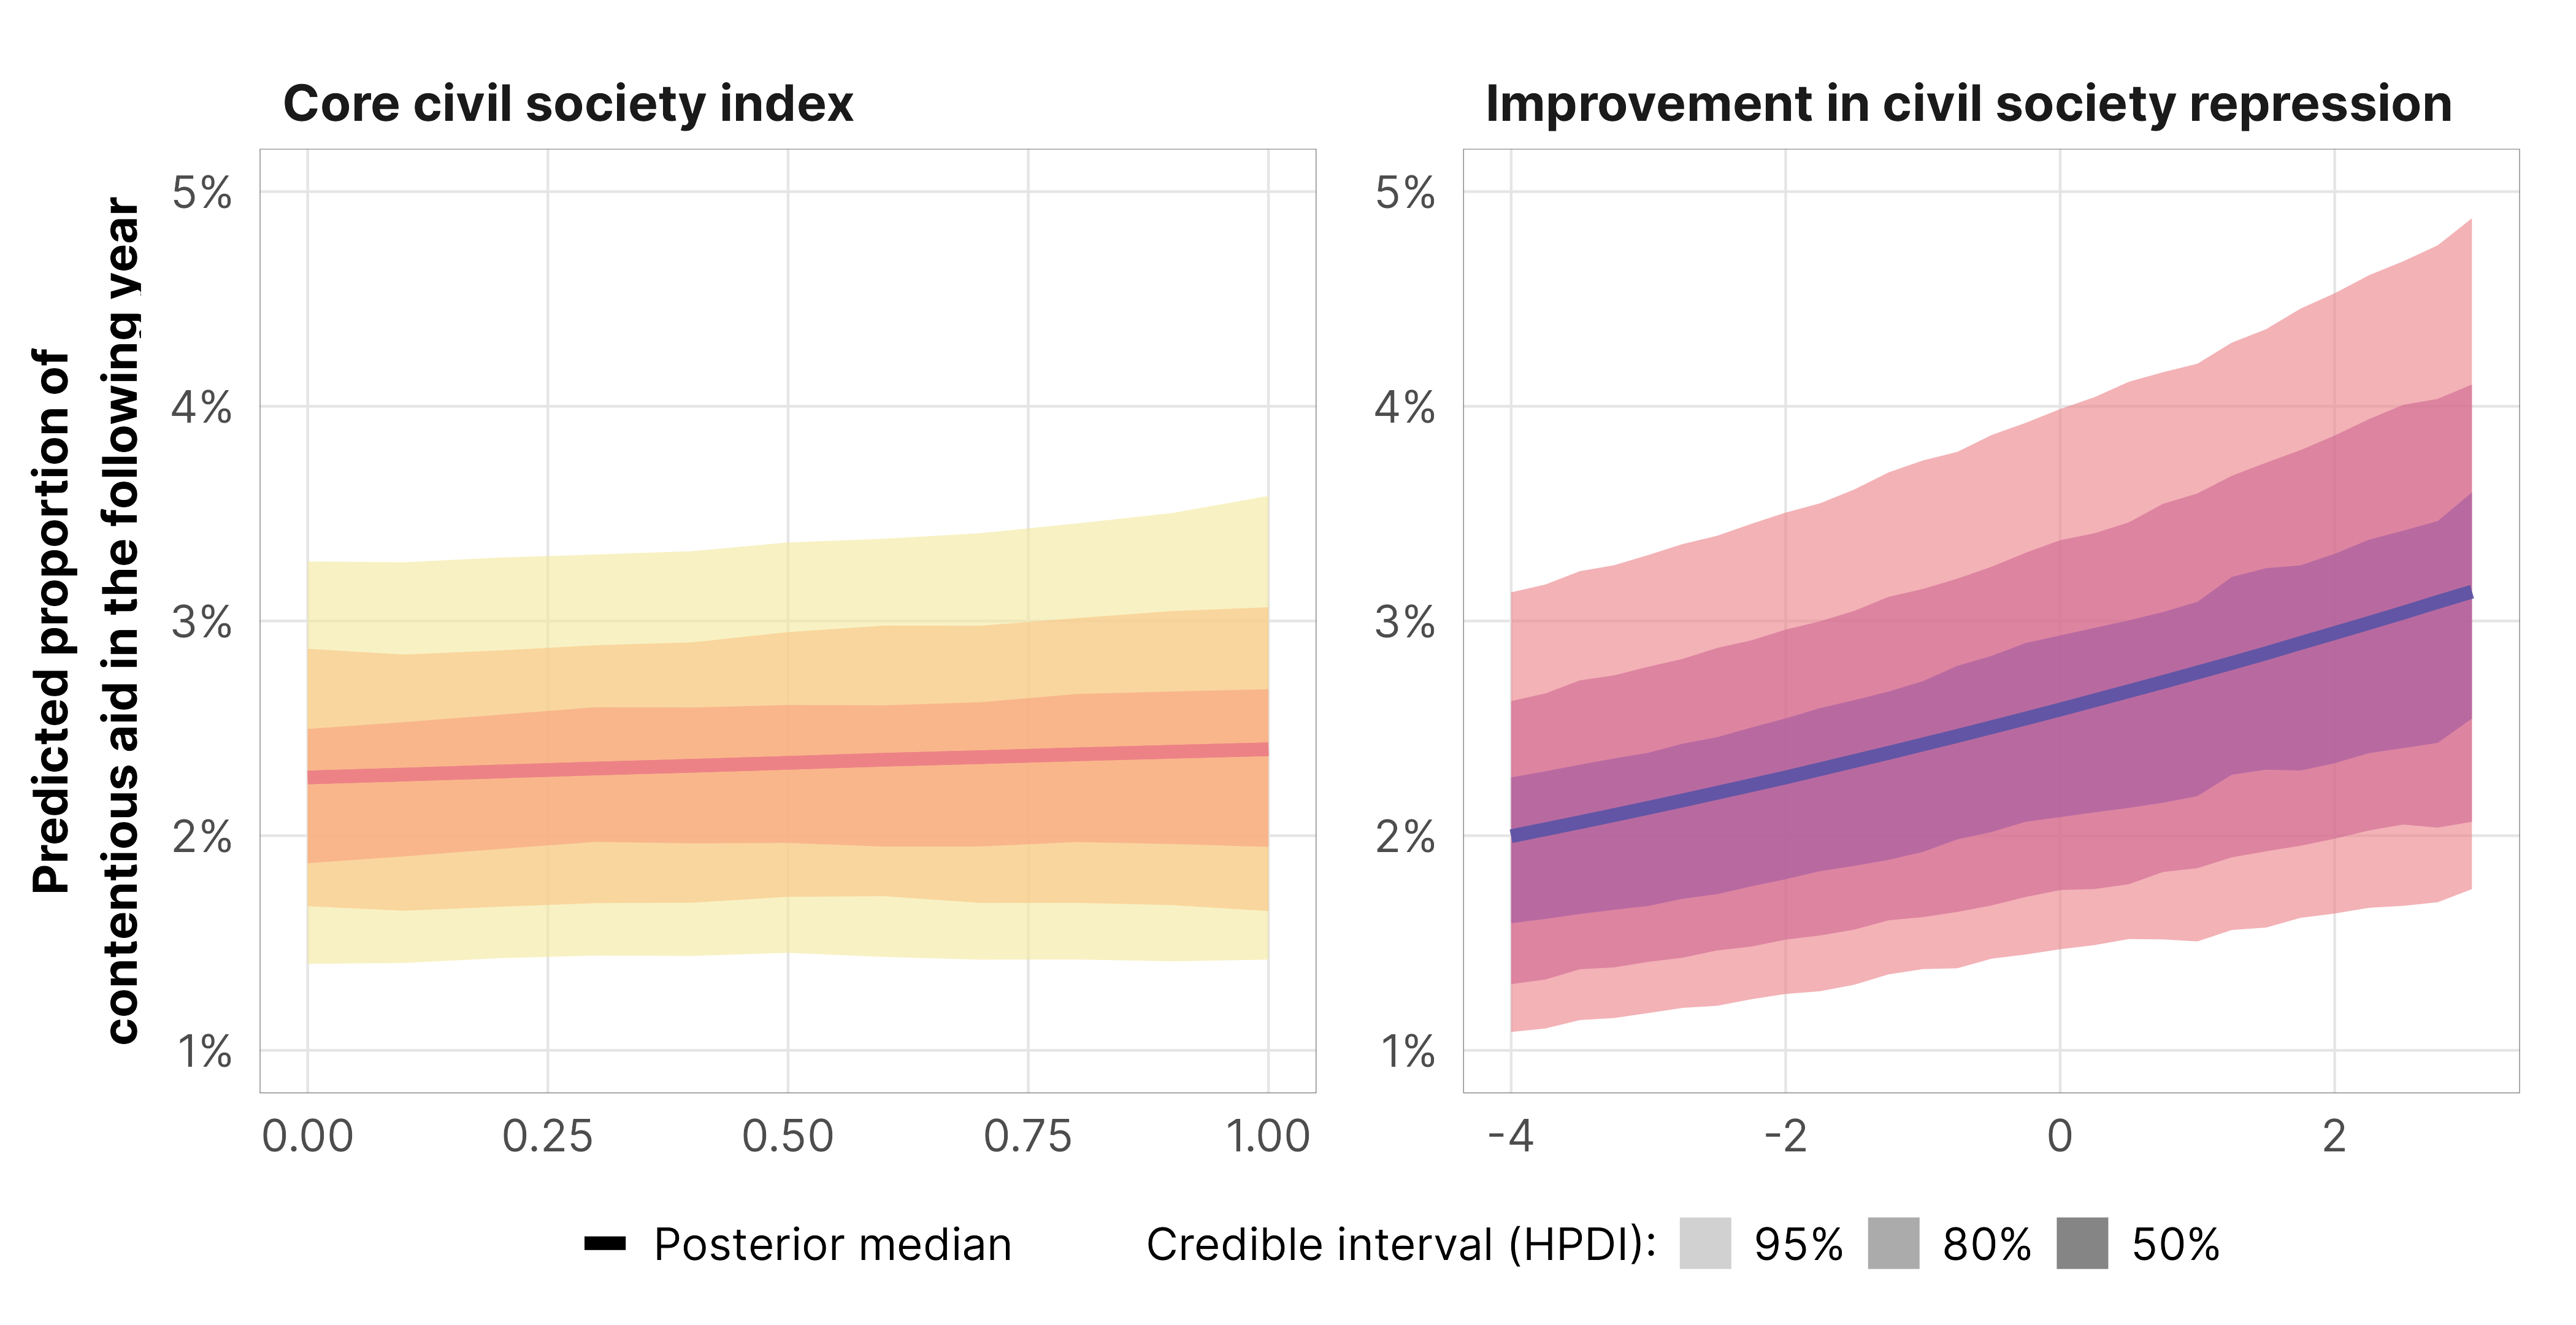 Core civil society index
Improvement in civil society repression
Predicted proportion of
contentious aid in the following year
5%
4%
3%
2%
1%
0.00 0.25 0.50 0.75 1.00
5%
4%
3%
2%
1%
-4 -2 0 2
Posterior median
Credible interval (HPDI): 95% 80% 50%